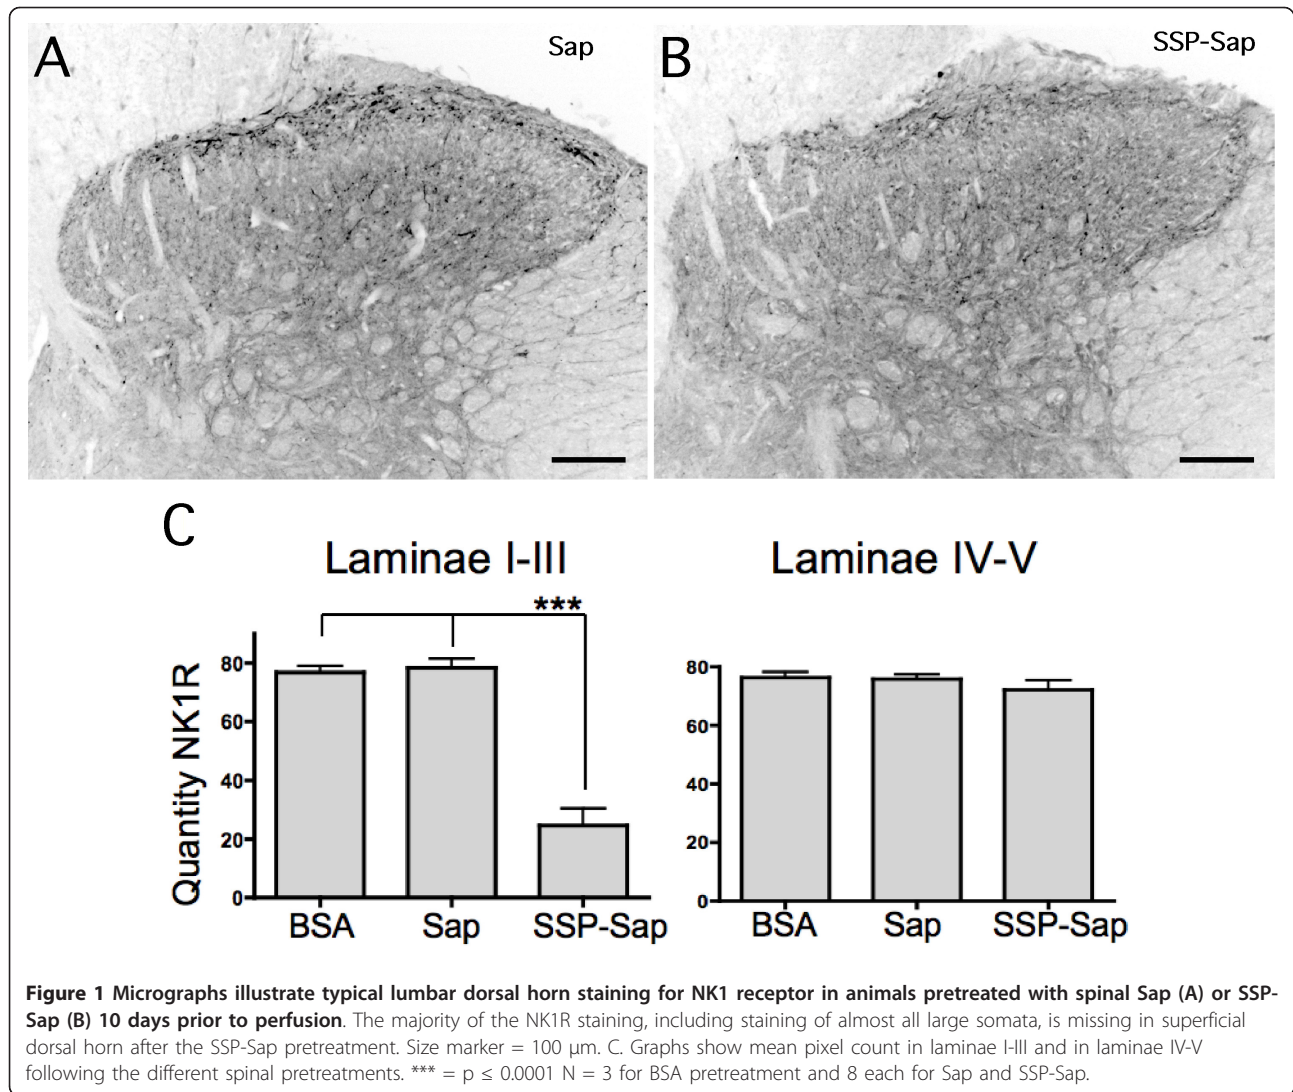 A
Sap
B
SSP-Sap
C
Laminae I-III
Laminae IV-V
***
Quantity NK1R
80
60
40
20
0
BSA Sap SSP-Sap
80
60
40
20
0
BSA Sap SSP-Sap
Figure 1 Micrographs illustrate typical lumbar dorsal horn staining for NK1 receptor in animals pretreated with spinal Sap (A) or SSP-
Sap (B) 10 days prior to perfusion. The majority of the NK1R staining, including staining of almost all large somata, is missing in superficial
dorsal horn after the SSP-Sap pretreatment. Size marker = 100 μm. C. Graphs show mean pixel count in laminae I-III and in laminae IV-V
following the different spinal pretreatments. *** = p ≤ 0.0001 N = 3 for BSA pretreatment and 8 each for Sap and SSP-Sap.